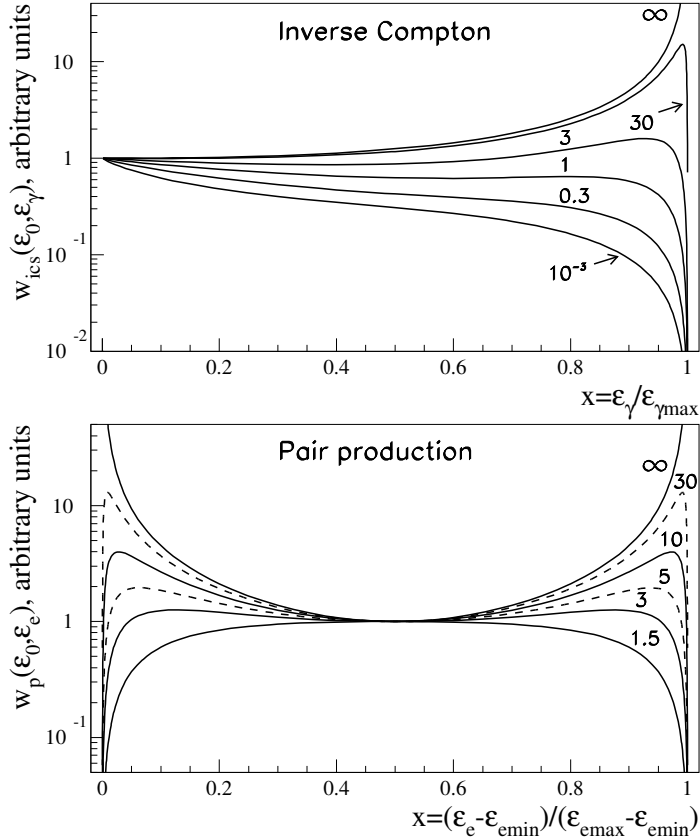 Inverse Compton
∞
w_ics(ε_0,ε_γ), arbitrary units
10
30
3
1
1
0.3
10^-1
10^-3
10^-2
0 0.2 0.4 0.6 0.8 1
x=ε_γ/ε_γmax
Pair production
∞
w_p(ε_0,ε_e), arbitrary units
30
10
10
5
3
1
1.5
10^-1
0 0.2 0.4 0.6 0.8 1
x=(ε_e-ε_emin)/(ε_emax-ε_emin)